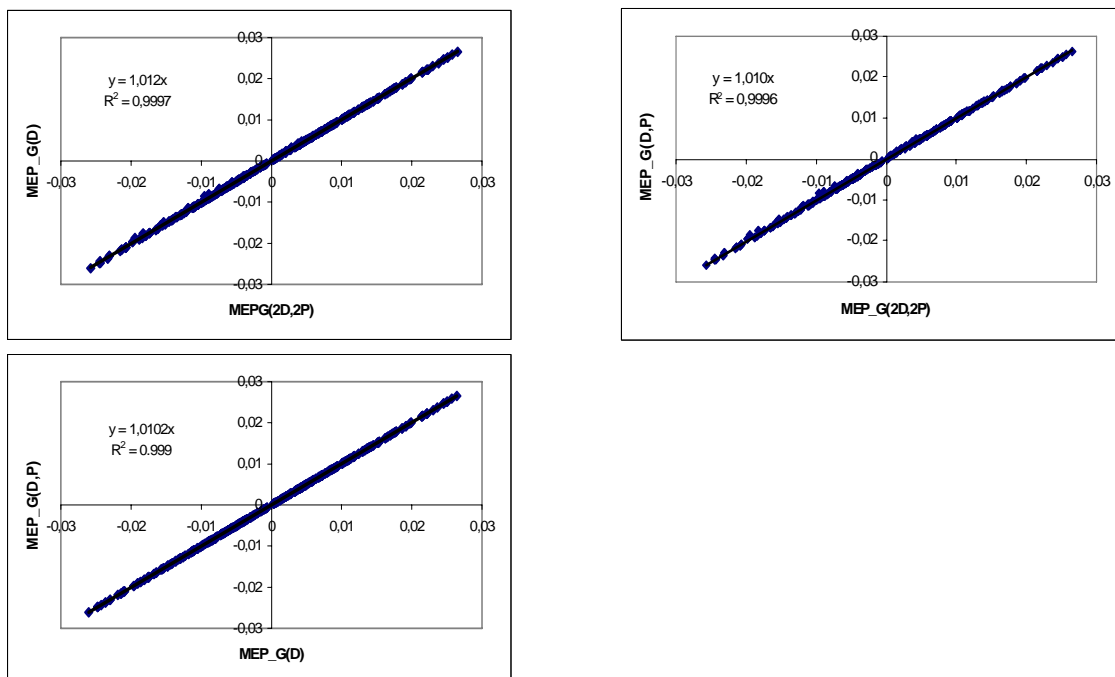 0,03
y = 1,012x
R² = 0,9997
0,02
0,01
0
-0,03 -0,02 -0,01 0 0,01 0,02 0,03
-0,01
-0,02
-0,03
MEP_G(D)
MEPG(2D,2P)
0,03
y = 1,010x
R² = 0,9996
0,02
0,01
0
-0,03 -0,02 -0,01 0 0,01 0,02 0,03
-0,01
-0,02
-0,03
MEP_G(D,P)
MEP_G(2D,2P)
0,03
0,02
y = 1,0102x
R² = 0.999
0,01
0
-0,03 -0,02 -0,01 0 0,01 0,02 0,03
-0,01
-0,02
-0,03
MEP_G(D,P)
MEP_G(D)